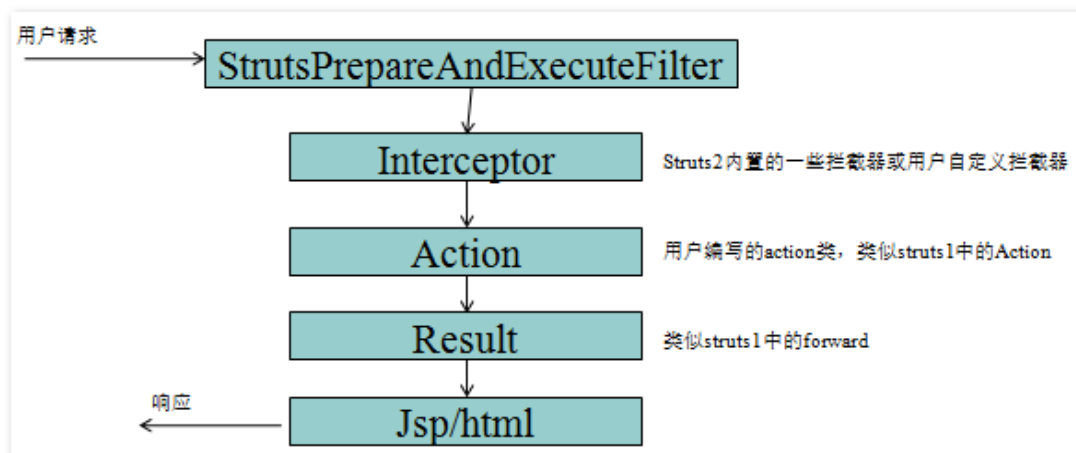 用户请求
StrutsPrepareAndExecuteFilter
Interceptor
Struts2内置的一些拦截器或用户自定义拦截器
Action
用户编写的action类，类似struts1中的Action
Result
类似struts1中的forward
响应
Jsp/html